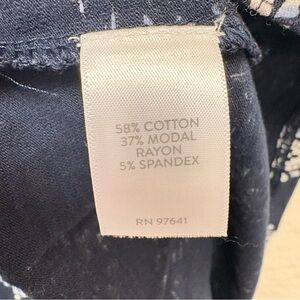 58% COTTON
37% MODAL
RAYON
5% SPANDEX
RN 97641